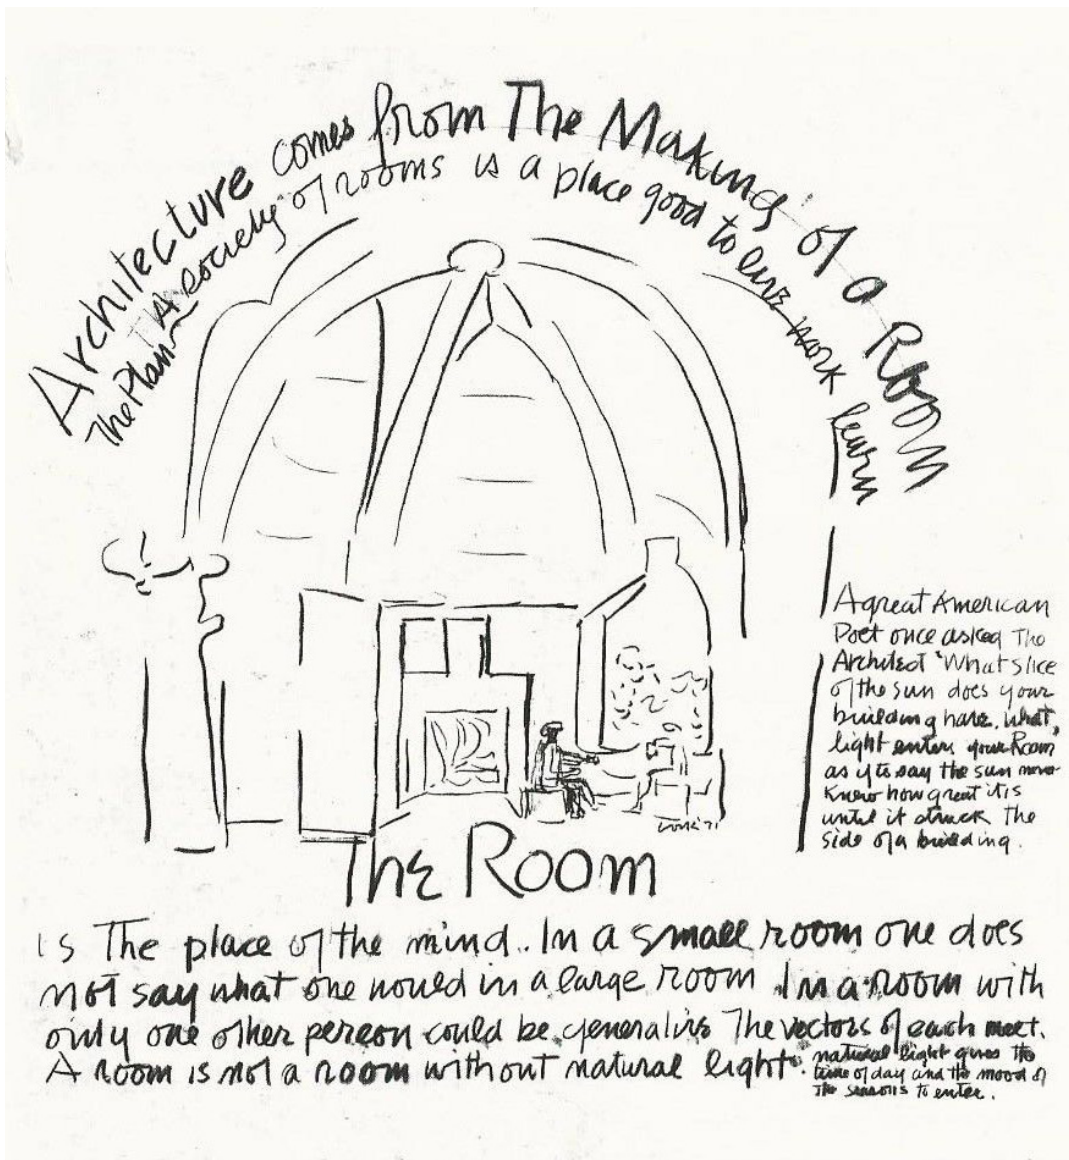 Architecture comes from The Making of a Room
The Plan A society of rooms is a place good to live work learn
A great American
Poet once asked The
Architect 'What slice
of the sun does your
building have. What
light enters your Room
as if to say the sun never
knew how great it is
until it struck the
side of a building.
The Room
is The place of the mind. In a small room one does
not say what one would in a large room In a room with
only one other person could be generative The vectors of each meet.
A room is not a room without natural light. natural light gives the
time of day and the mood of
The seasons to enter.